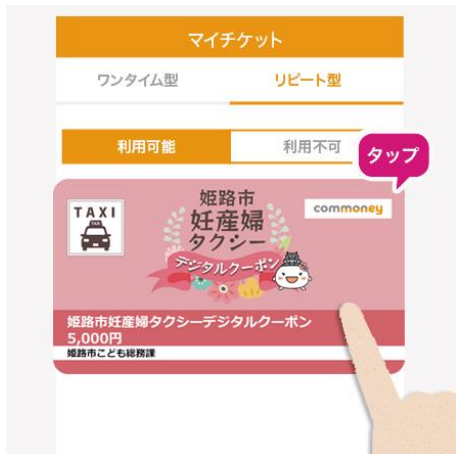 マイチケット
ワンタイム型
リピート型
利用可能
利用不可
タップ
TAXI
TAXI
姫路市
妊産婦
タクシー
デジタルクーポン
commoney
姫路市妊産婦タクシーデジタルクーポン
5,000円
姫路市こども総務課